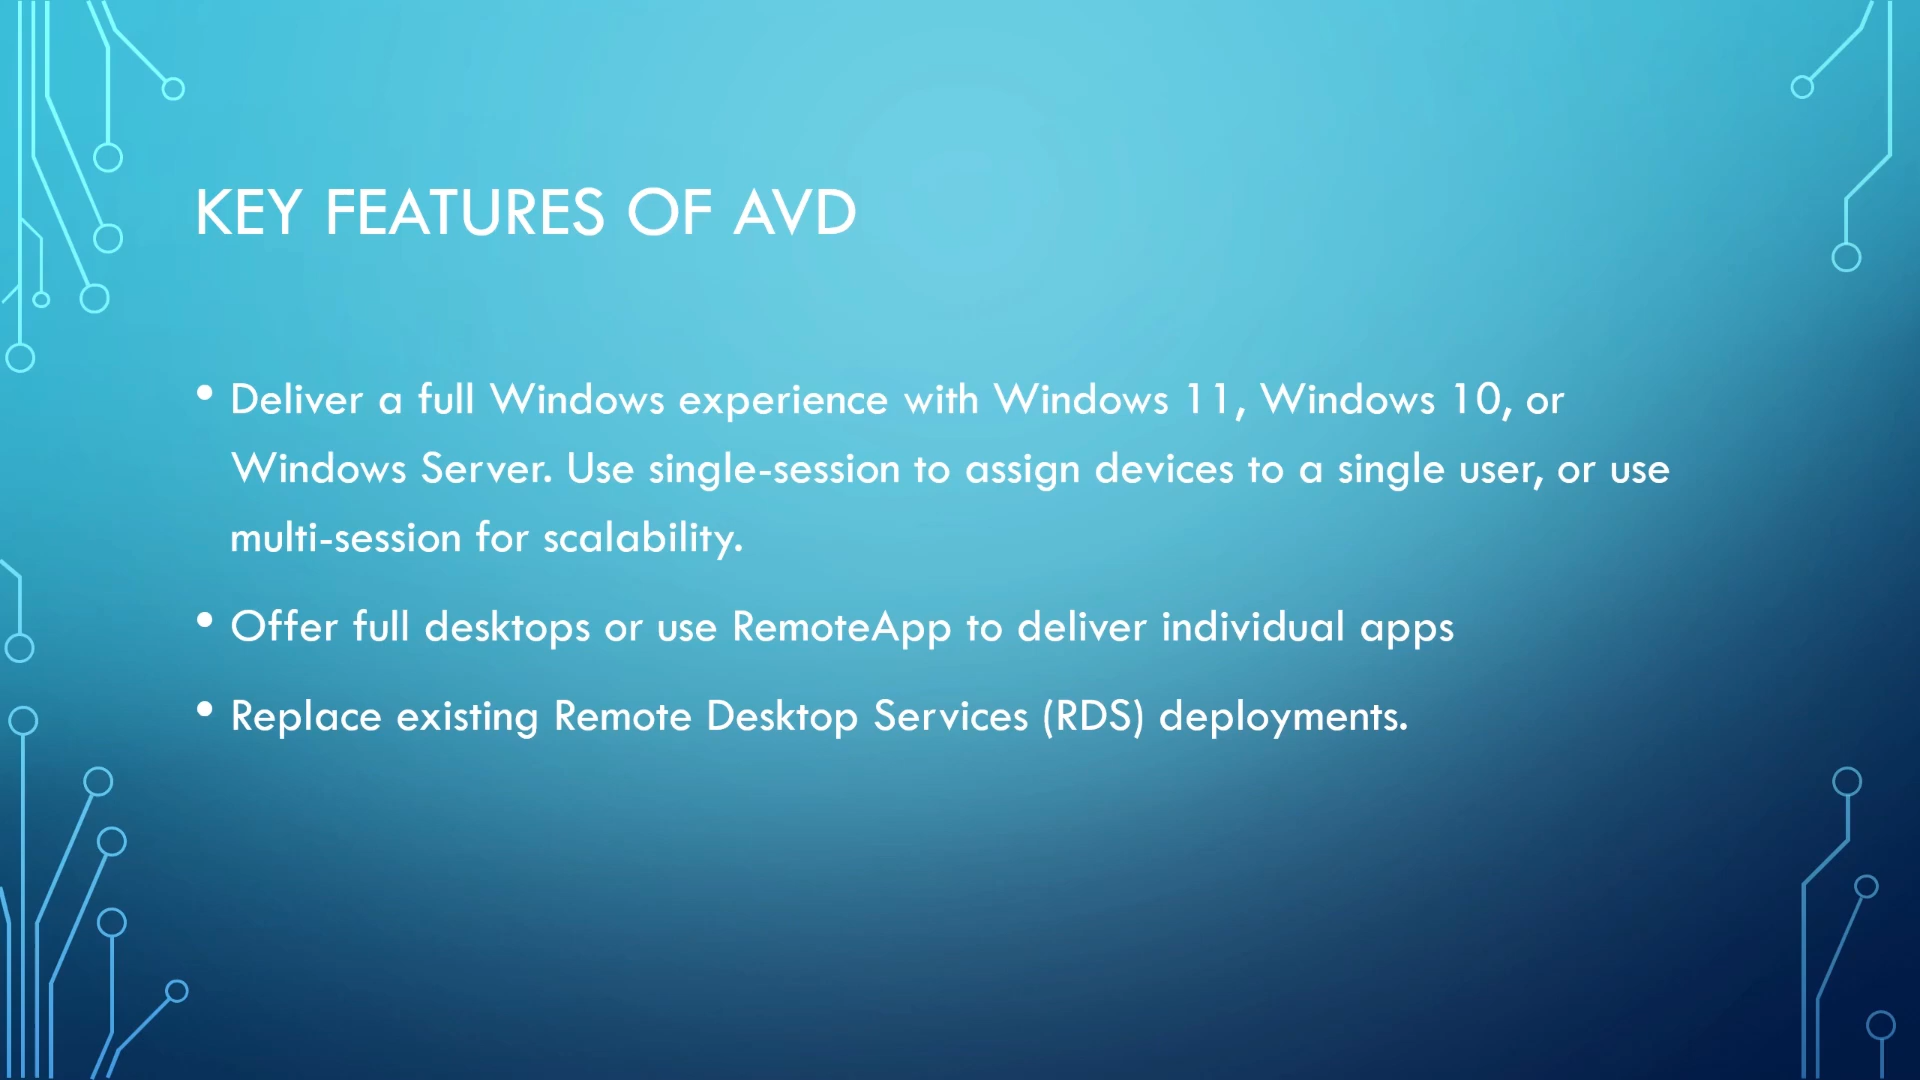 KEY FEATURES OF AVD
• Deliver a full Windows experience with Windows 11, Windows 10, or
Windows Server. Use single-session to assign devices to a single user, or use
multi-session for scalability.
• Offer full desktops or use RemoteApp to deliver individual apps
• Replace existing Remote Desktop Services (RDS) deployments.